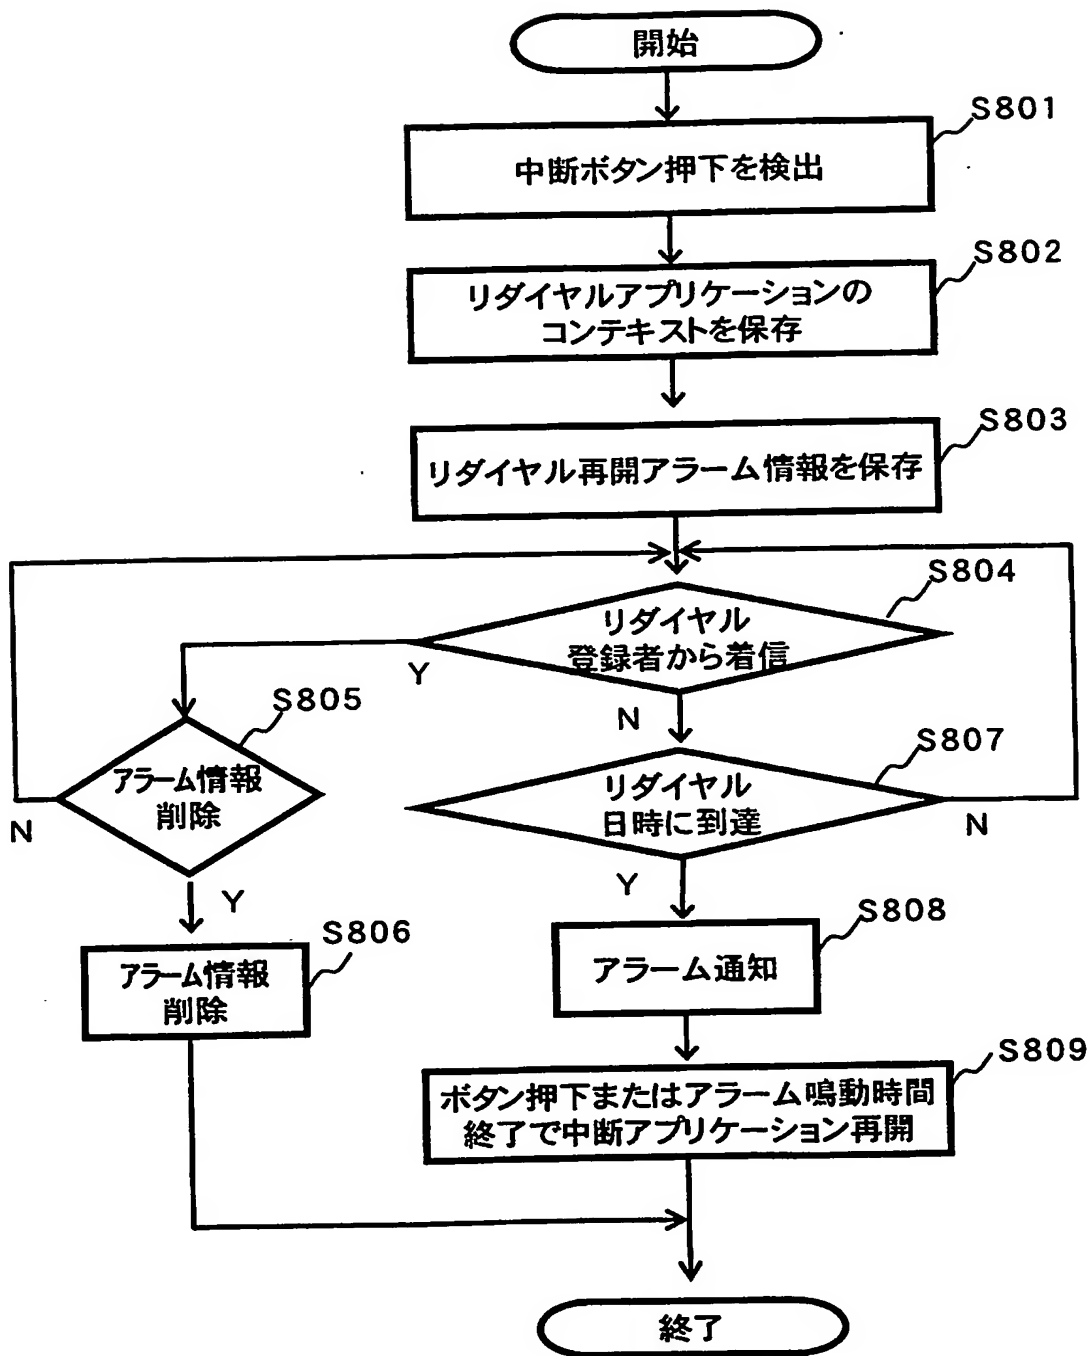 開始
S801
中断ボタン押下を検出
S802
リダイヤルアプリケーションの
コンテキストを保存
S803
リダイヤル再開アラーム情報を保存
S804
リダイヤル
登録者から着信
Y
N
S805
アラーム情報
削除
N
Y
S806
アラーム情報
削除
S807
リダイヤル
日時に到達
N
Y
S808
アラーム通知
S809
ボタン押下またはアラーム鳴動時間
終了で中断アプリケーション再開
終了